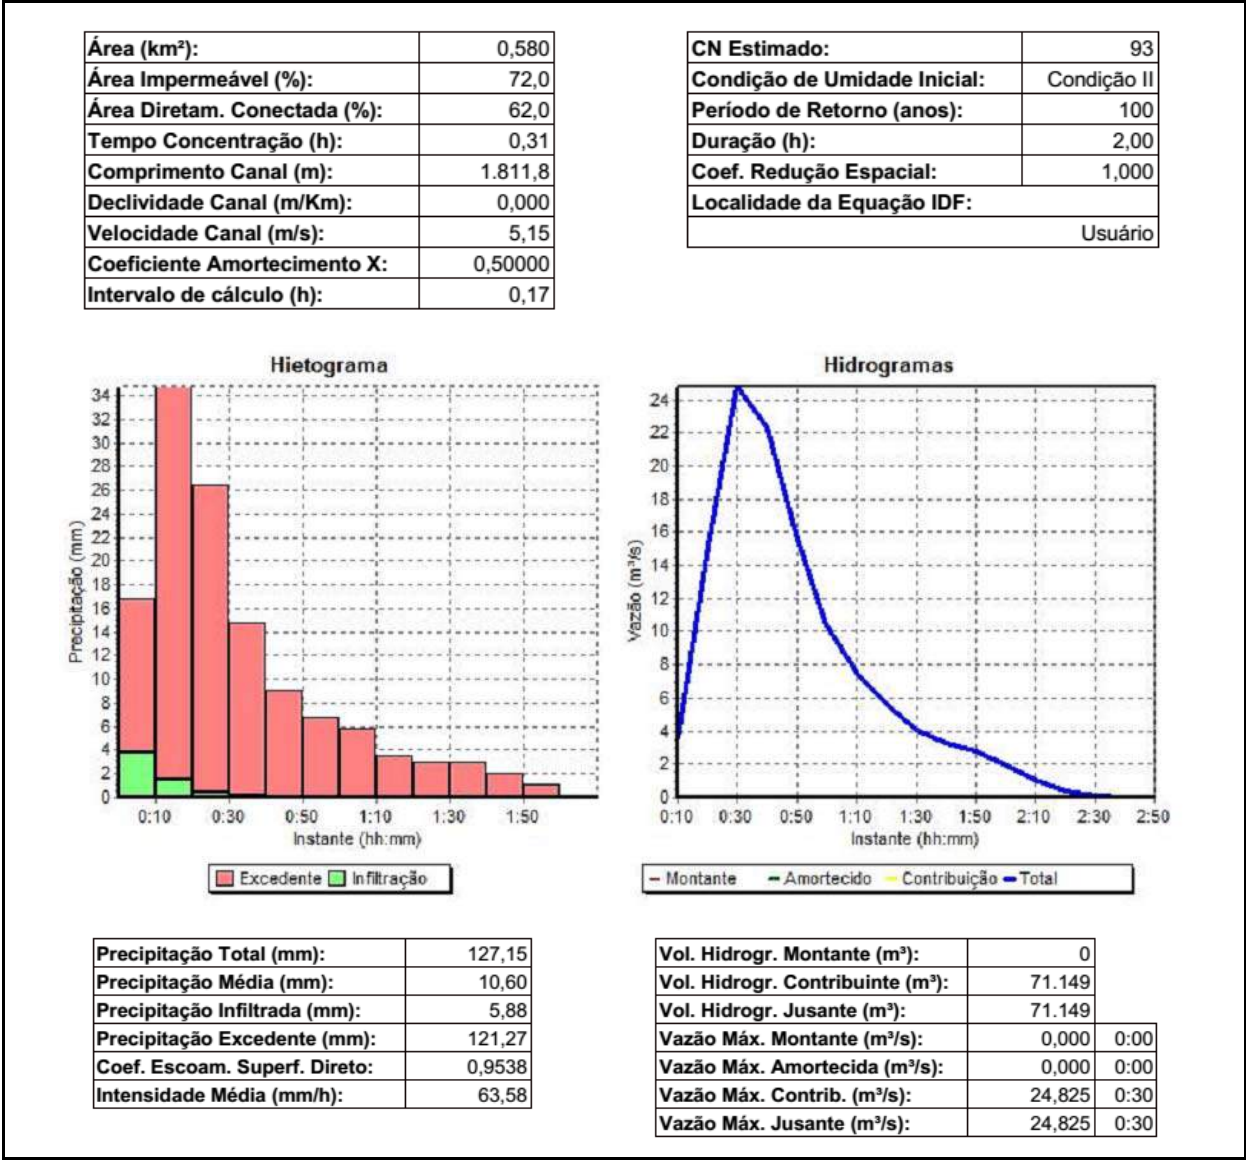 Área (km²): 0,580
Área Impermeável (%): 72,0
Área Diretam. Conectada (%): 62,0
Tempo Concentração (h): 0,31
Comprimento Canal (m): 1.811,8
Declividade Canal (m/Km): 0,000
Velocidade Canal (m/s): 5,15
Coeficiente Amortecimento X: 0,50000
Intervalo de cálculo (h): 0,17
CN Estimado: 93
Condição de Umidade Inicial: Condição II
Período de Retorno (anos): 100
Duração (h): 2,00
Coef. Redução Espacial: 1,000
Localidade da Equação IDF:
Usuário
Hietograma
Precipitação (mm)
34
32
30
28
26
24
22
20
18
16
14
12
10
8
6
4
2
0
0:10 0:30 0:50 1:10 1:30 1:50
Instante (hh:mm)
Excedente Infiltração
Hidrogramas
Vazão (m³/s)
24
22
20
18
16
14
12
10
8
6
4
2
0
0:10 0:30 0:50 1:10 1:30 1:50 2:10 2:30 2:50
Instante (hh:mm)
Montante Amortecido Contribuição Total
Precipitação Total (mm): 127,15
Precipitação Média (mm): 10,60
Precipitação Infiltrada (mm): 5,88
Precipitação Excedente (mm): 121,27
Coef. Escoam. Superf. Direto: 0,9538
Intensidade Média (mm/h): 63,58
Vol. Hidrogr. Montante (m³): 0
Vol. Hidrogr. Contribuinte (m³): 71.149
Vol. Hidrogr. Jusante (m³): 71.149
Vazão Máx. Montante (m³/s): 0,000 0:00
Vazão Máx. Amortecida (m³/s): 0,000 0:00
Vazão Máx. Contrib. (m³/s): 24,825 0:30
Vazão Máx. Jusante (m³/s): 24,825 0:30